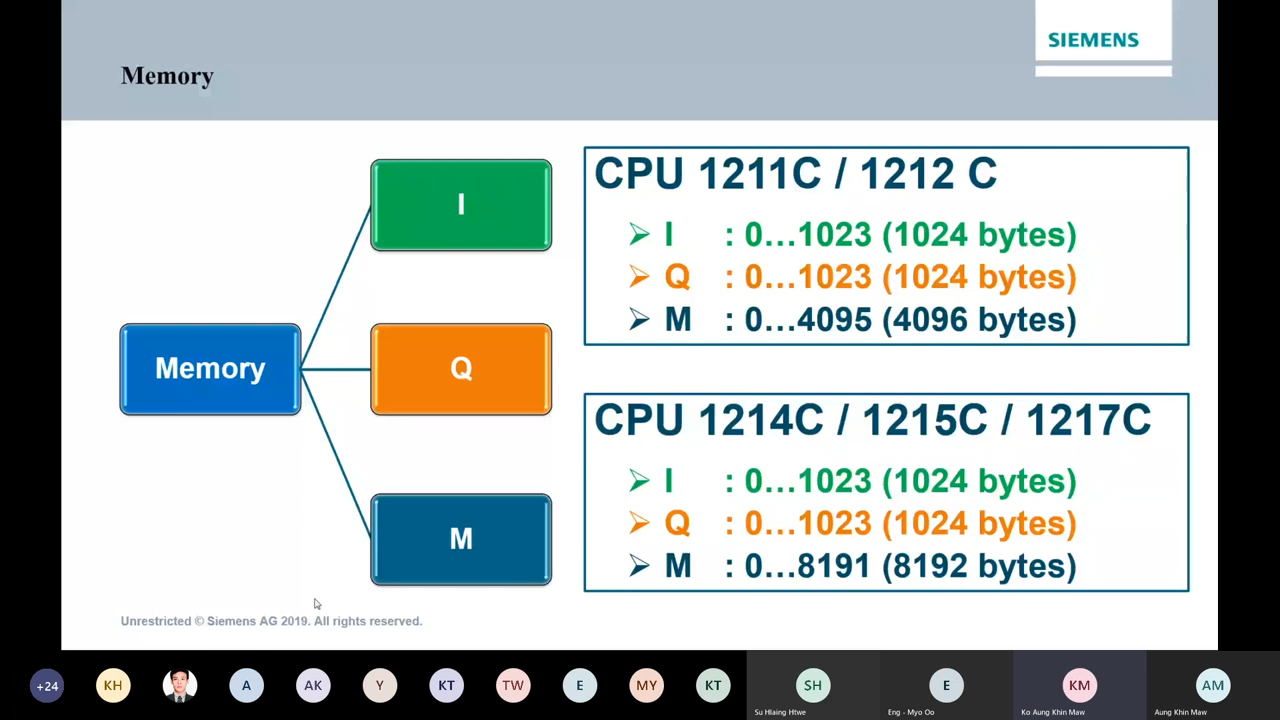 SIEMENS
Memory
Memory
I
Q
M
CPU 1211C / 1212 C
I : 0...1023 (1024 bytes)
Q : 0...1023 (1024 bytes)
M : 0...4095 (4096 bytes)
CPU 1214C / 1215C / 1217C
I : 0...1023 (1024 bytes)
Q : 0...1023 (1024 bytes)
M : 0...8191 (8192 bytes)
Unrestricted © Siemens AG 2019. All rights reserved.
+24
KH
A
AK
Y
KT
TW
E
MY
KT
SH
Su Hlaing Htwe
E
Eng - Myo Oo
KM
Ko Aung Khin Maw
AM
Aung Khin Maw